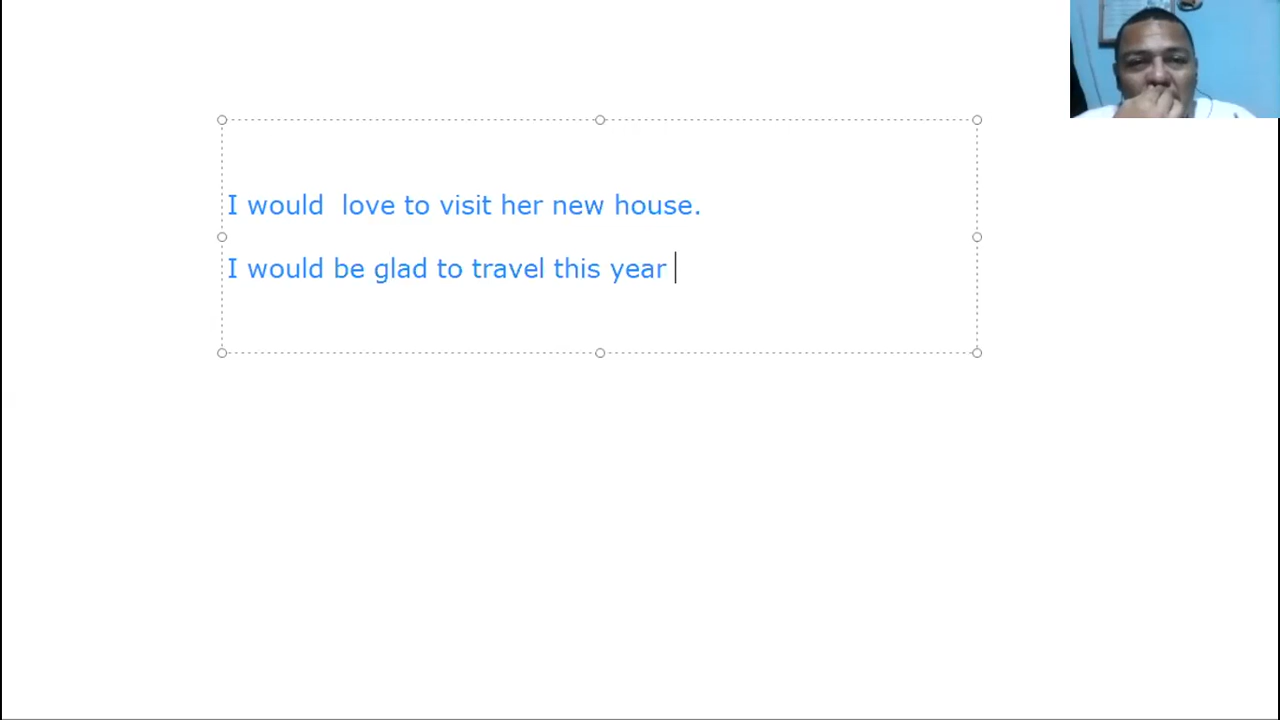 I would  love to visit her new house.
I would be glad to travel this year